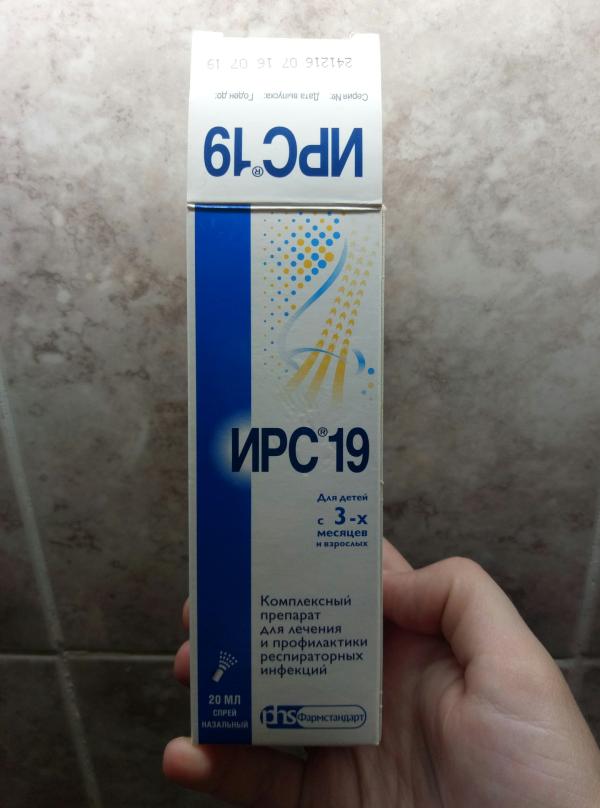 241216 07 16 07 19
Серия №: Дата выпуска: Годен до:
ИРС®19
ИРС®19
Для детей
с 3-х
месяцев
и взрослых
Комплексный
препарат
для лечения
и профилактики
респираторных
инфекций
20 МЛ
СПРЕЙ
НАЗАЛЬНЫЙ
phs Фармстандарт